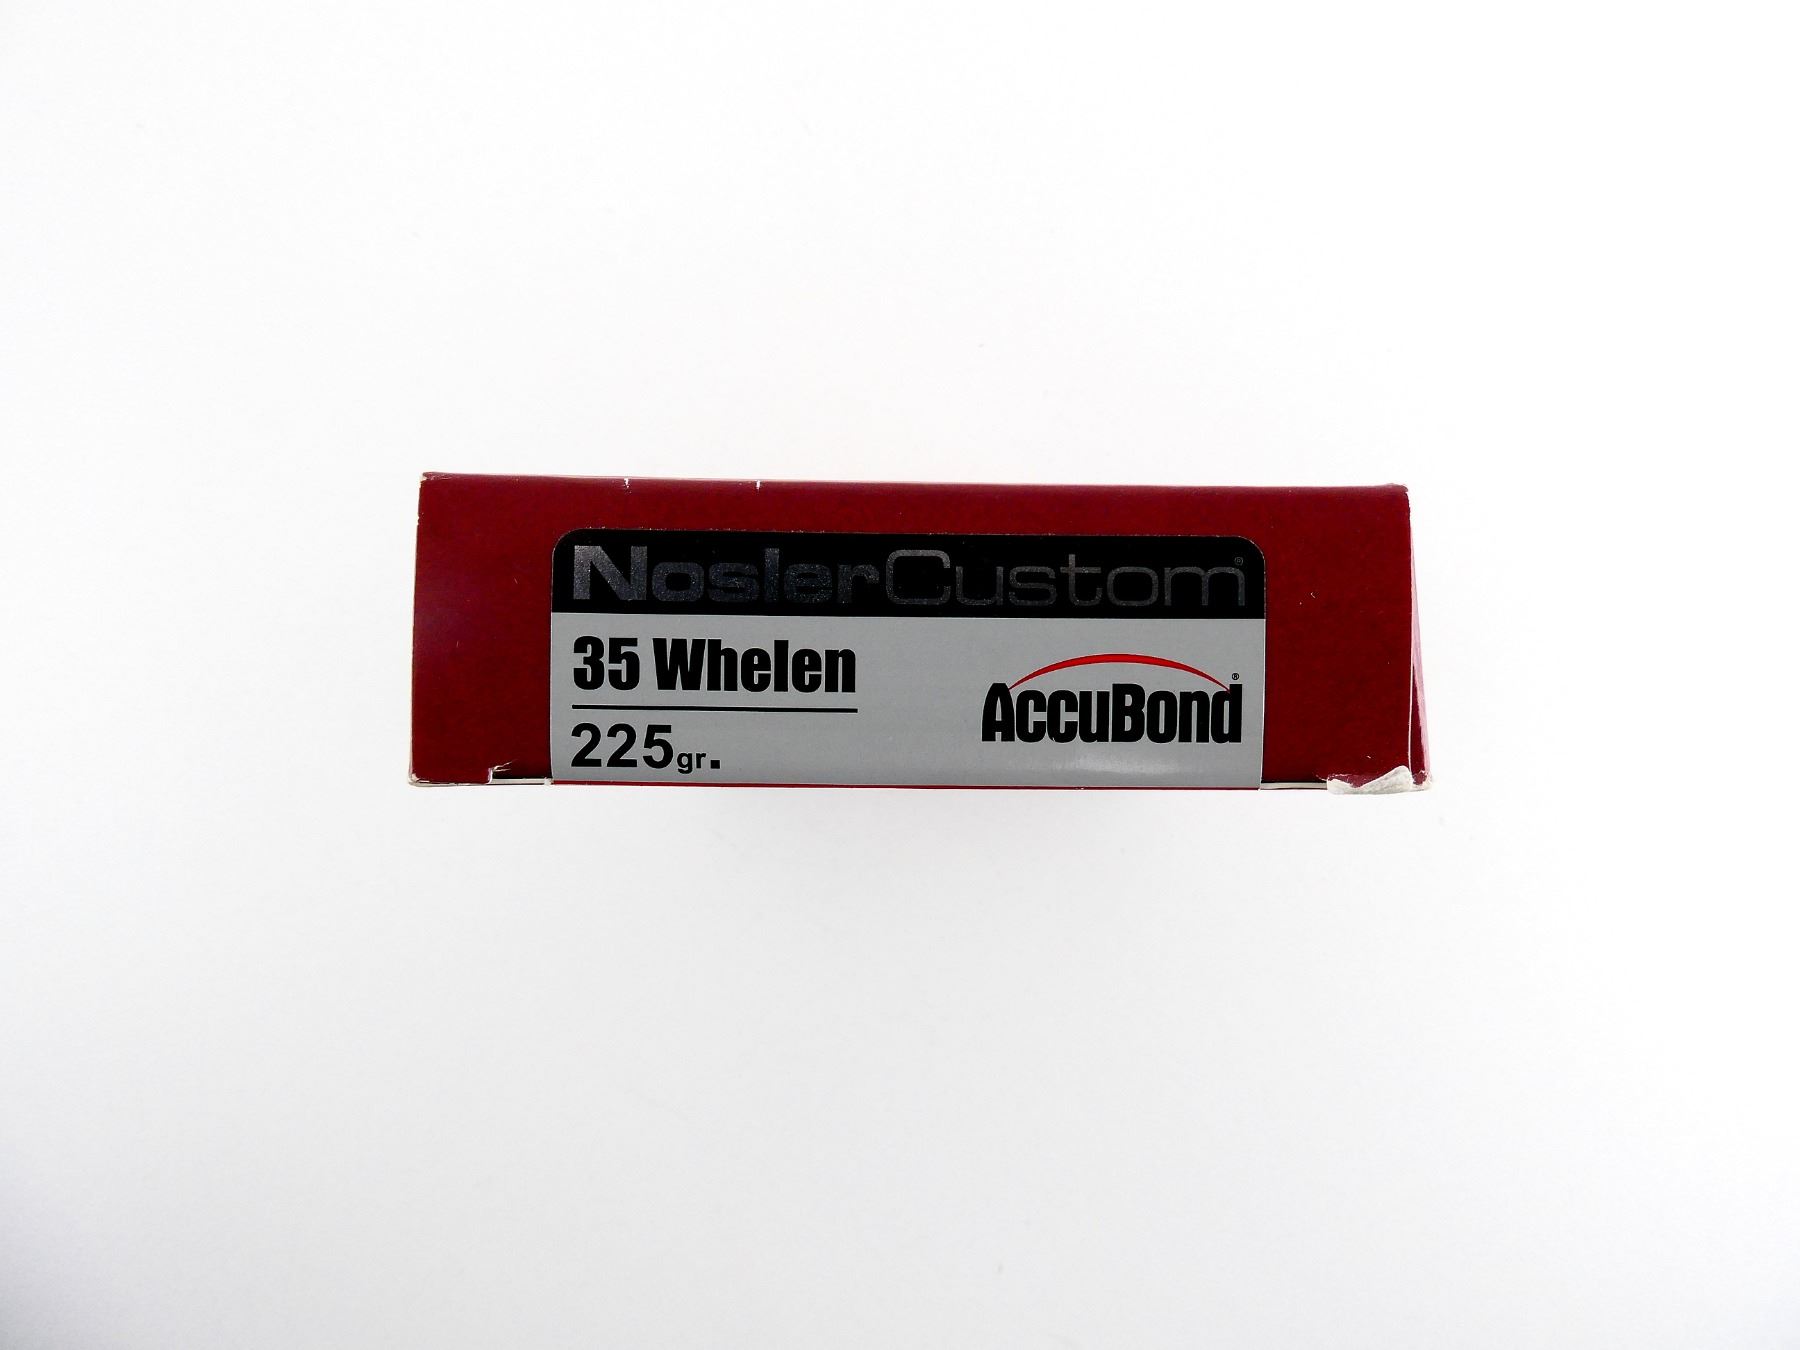 NoslerCustom®
35 Whelen
225gr.
AccuBond®